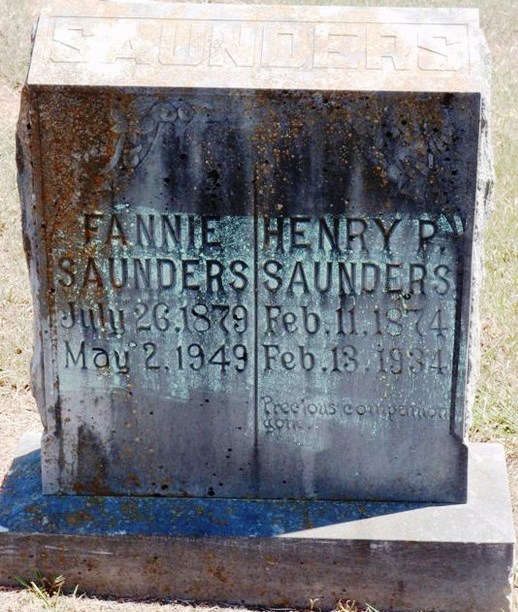 SAUNDERS
FANNIE
SAUNDERS
July 26, 1879
May 2, 1949
HENRY P.
SAUNDERS
Feb. 11, 1874
Feb. 13, 1934
Precious companion
gone.